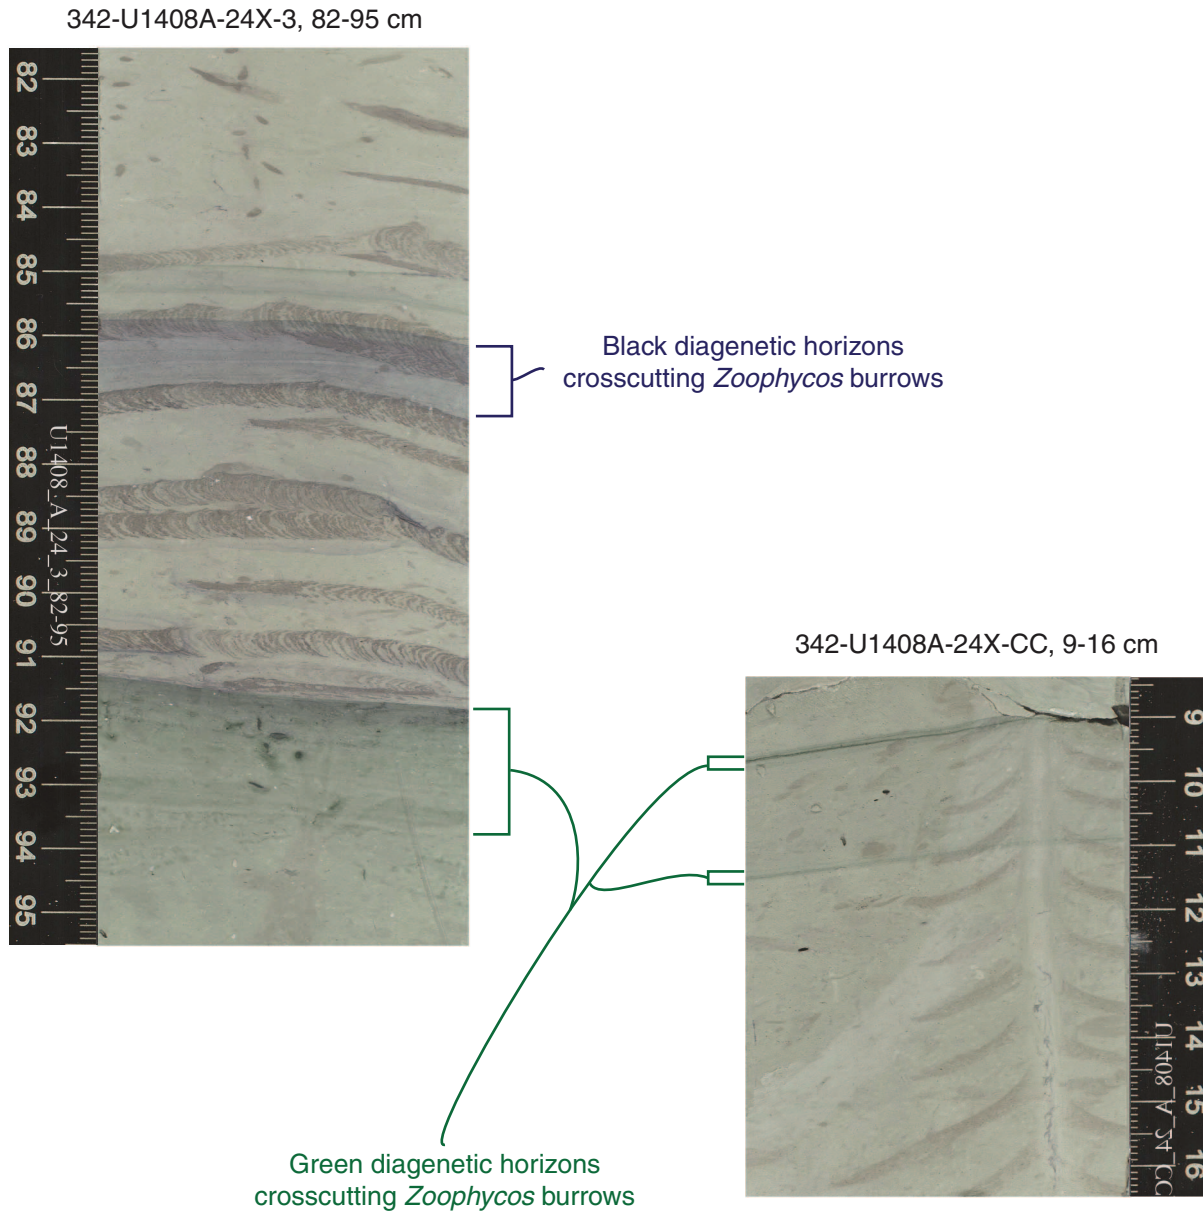 342-U1408A-24X-3, 82-95 cm
82
83
84
85
86
87
88
89
90
91
92
93
94
95
U1408_A_24_3_82-95
Black diagenetic horizons
crosscutting Zoophycos burrows
342-U1408A-24X-CC, 9-16 cm
9
10
11
12
13
14
15
16
U1408_A_24_CC
Green diagenetic horizons
crosscutting Zoophycos burrows